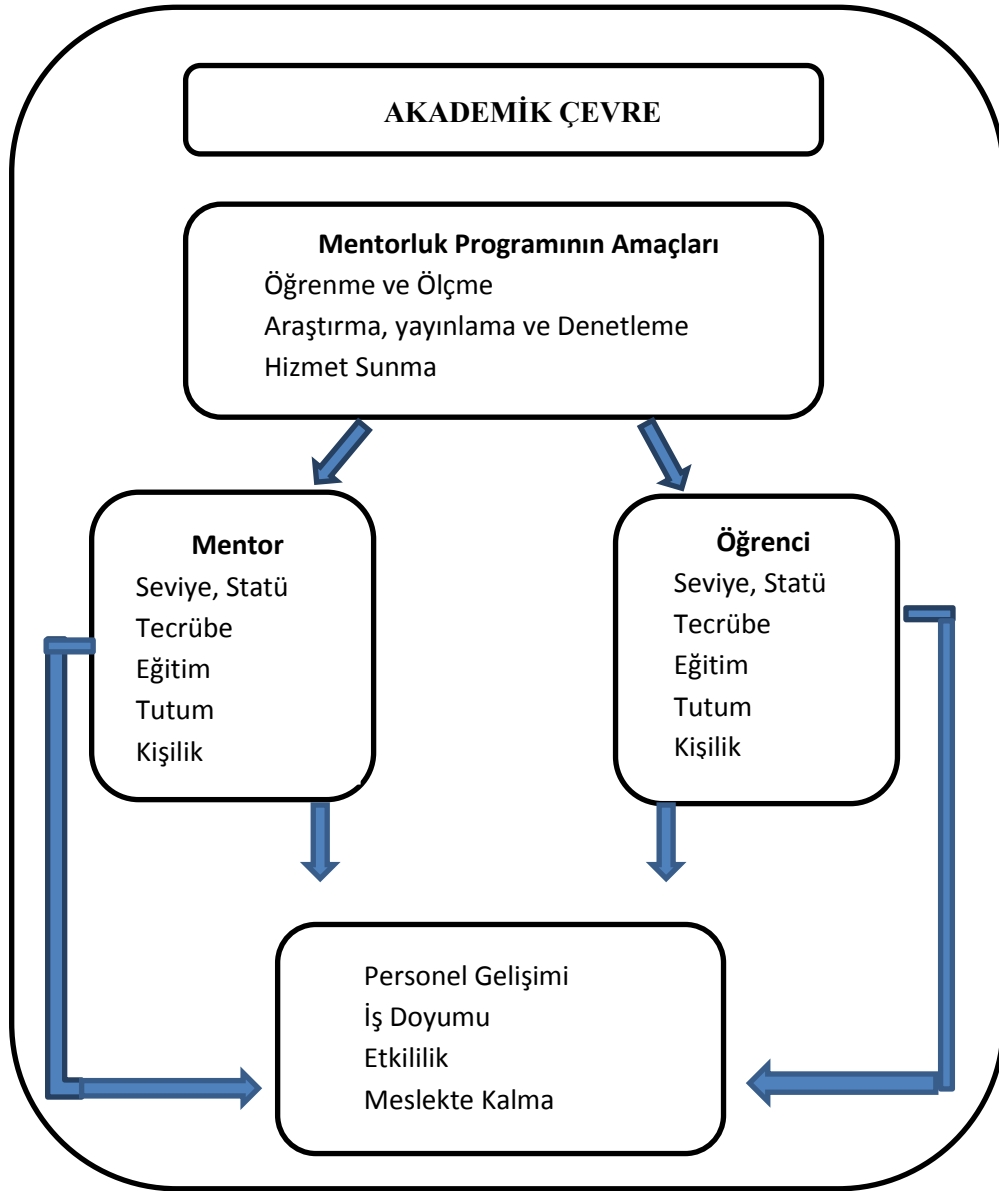 AKADEMİK ÇEVRE
Mentorluk Programının Amaçları
Öğrenme ve Ölçme
Araştırma, yayınlama ve Denetleme
Hizmet Sunma
Mentor
Seviye, Statü
Tecrübe
Eğitim
Tutum
Kişilik
Öğrenci
Seviye, Statü
Tecrübe
Eğitim
Tutum
Kişilik
Personel Gelişimi
İş Doyumu
Etkililik
Meslekte Kalma